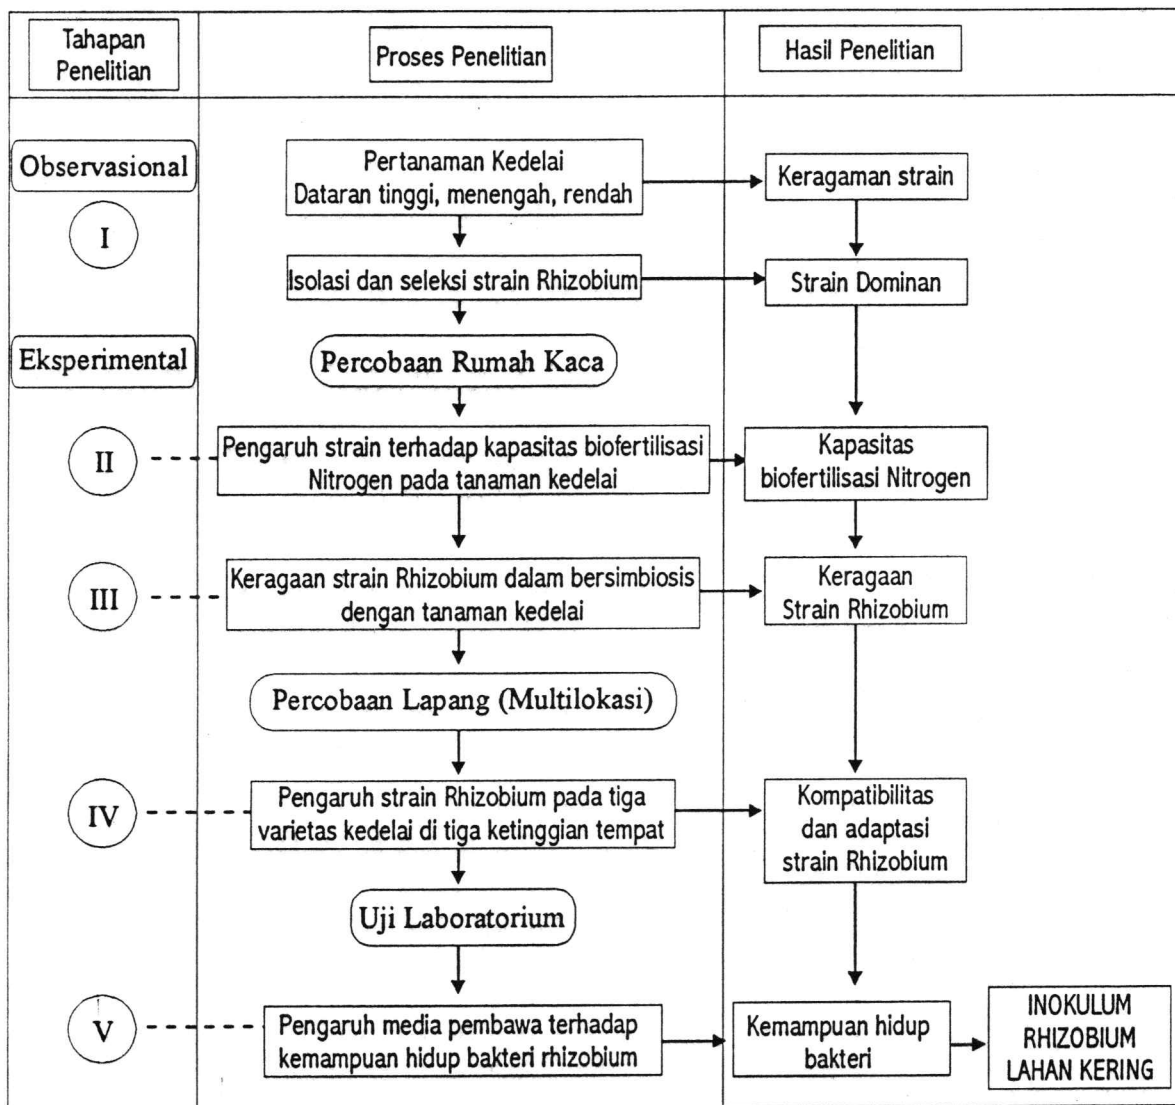 Tahapan
Penelitian
Proses Penelitian
Hasil Penelitian
Observasional
I
Pertanaman Kedelai
Dataran tinggi, menengah, rendah
Keragaman strain
Isolasi dan seleksi strain Rhizobium
Strain Dominan
Eksperimental
Percobaan Rumah Kaca
II
Pengaruh strain terhadap kapasitas biofertilisasi
Nitrogen pada tanaman kedelai
Kapasitas
biofertilisasi Nitrogen
III
Keragaan strain Rhizobium dalam bersimbiosis
dengan tanaman kedelai
Keragaan
Strain Rhizobium
Percobaan Lapang (Multilokasi)
IV
Pengaruh strain Rhizobium pada tiga
varietas kedelai di tiga ketinggian tempat
Kompatibilitas
dan adaptasi
strain Rhizobium
Uji Laboratorium
V
Pengaruh media pembawa terhadap
kemampuan hidup bakteri rhizobium
Kemampuan hidup
bakteri
INOKULUM
RHIZOBIUM
LAHAN KERING